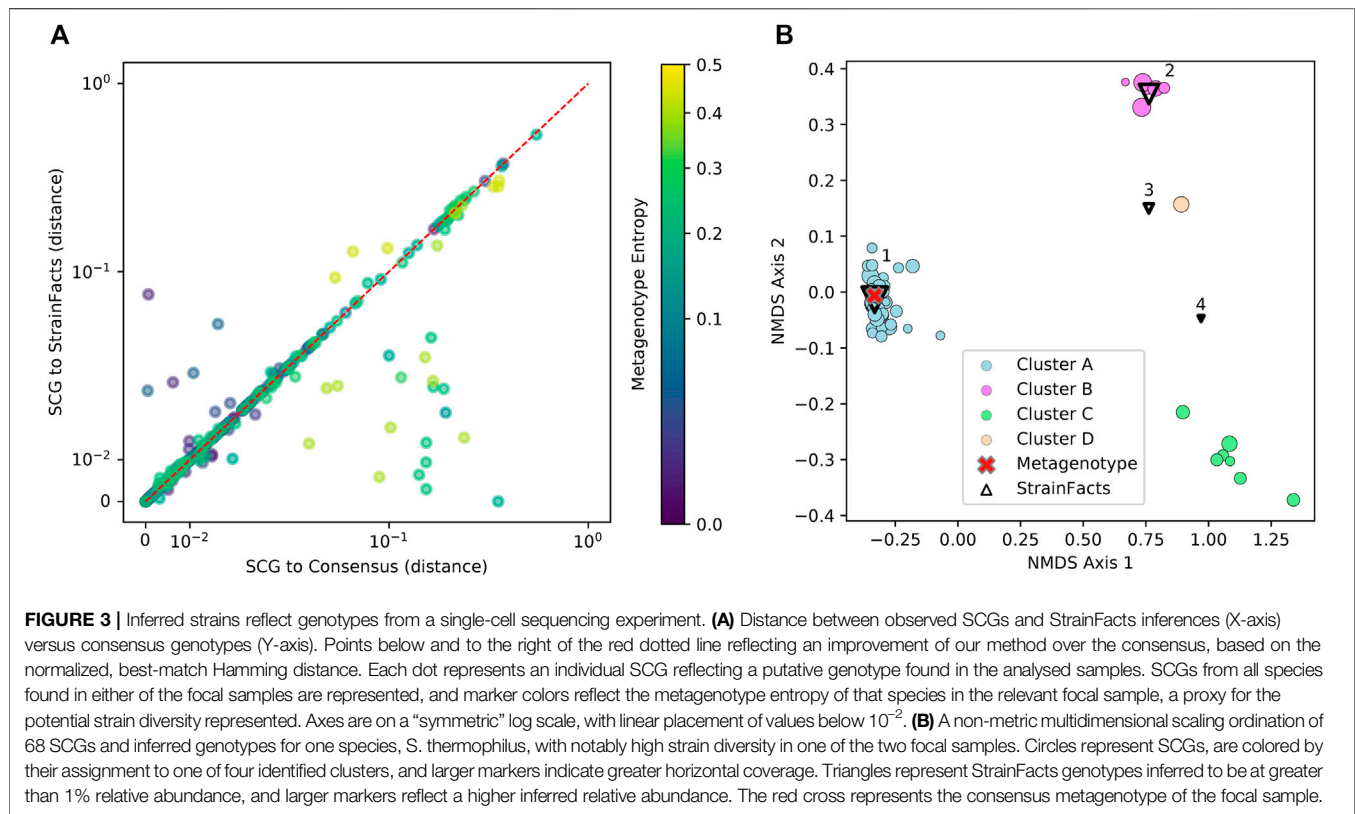 A
10⁰
10⁻¹
10⁻²
0
SCG to StrainFacts (distance)
0 10⁻² 10⁻¹ 10⁰
SCG to Consensus (distance)
0.5
0.4
0.3
0.2
0.1
0.0
Metagenotype Entropy
B
0.4
0.3
0.2
0.1
0.0
−0.1
−0.2
−0.3
−0.4
NMDS Axis 2
2
3
1
4
Cluster A
Cluster B
Cluster C
Cluster D
Metagenotype
StrainFacts
−0.25 0.00 0.25 0.50 0.75 1.00 1.25
NMDS Axis 1
FIGURE 3 | Inferred strains reflect genotypes from a single-cell sequencing experiment. (A) Distance between observed SCGs and StrainFacts inferences (X-axis)
versus consensus genotypes (Y-axis). Points below and to the right of the red dotted line reflecting an improvement of our method over the consensus, based on the
normalized, best-match Hamming distance. Each dot represents an individual SCG reflecting a putative genotype found in the analysed samples. SCGs from all species
found in either of the focal samples are represented, and marker colors reflect the metagenotype entropy of that species in the relevant focal sample, a proxy for the
potential strain diversity represented. Axes are on a “symmetric” log scale, with linear placement of values below 10⁻². (B) A non-metric multidimensional scaling ordination of
68 SCGs and inferred genotypes for one species, S. thermophilus, with notably high strain diversity in one of the two focal samples. Circles represent SCGs, are colored by
their assignment to one of four identified clusters, and larger markers indicate greater horizontal coverage. Triangles represent StrainFacts genotypes inferred to be at greater
than 1% relative abundance, and larger markers reflect a higher inferred relative abundance. The red cross represents the consensus metagenotype of the focal sample.